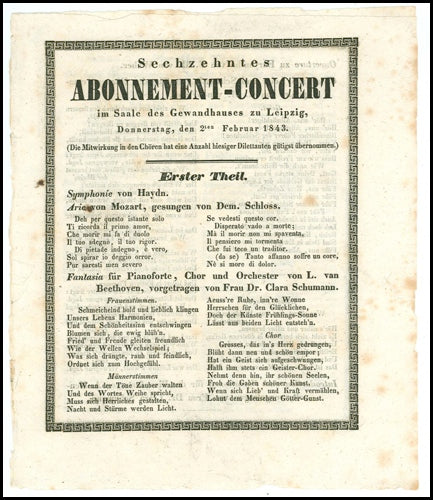 Sechzehntes
ABONNEMENT-CONCERT
im Saale des Gewandhauses zu Leipzig,
Donnerstag, den 2ten Februar 1843.
(Die Mitwirkung in den Chören hat eine Anzahl hiesiger Dilettanten gütigst übernommen.)
Erster Theil.
Symphonie von Haydn.
Arie von Mozart, gesungen von Dem. Schloss.
Deh per questo istante solo
Ti ricorda il primo amor,
Che morir mi fa di duolo
Il tuo sdegno, il tuo rigor.
Di pietade indegno, e vero,
Sol spirar io deggio orror.
Pur saresti men severo
Se vedesti questo cor.
Disperato vado a morte;
Ma il morir non mi spaventa,
Il pensiero mi tormenta
Che fui teco un traditor.
(da se) Tanto affanno soffre un core,
Nè si more di dolor.
Fantasia für Pianoforte, Chor und Orchester von L. van
Beethoven, vorgetragen von Frau Dr. Clara Schumann.
Frauenstimmen.
Schmeichelnd hold und lieblich klingen
Unsers Lebens Harmonien,
Und dem Schönheitssinn entschwingen
Blumen sich, die ewig blüh'n.
Fried' und Freude gleiten freundlich
Wie der Wellen Wechselspiel;
Was sich drängte, rauh und feindlich,
Ordnet sich zum Hochgefühl.
Männerstimmen
Wenn der Töne Zauber walten
Und des Wortes Weihe spricht,
Muss sich Herrliches gestalten,
Nacht und Stürme werden Licht.
Aeuss're Ruhe, inn're Wonne
Herrschen für den Glücklichen,
Doch der Künste Frühlings-Sonne
Lässt aus beiden Licht entsteh'n.
Chor
Grosses, das in's Herz gedrungen,
Blüht dann neu und schön empor;
Hat ein Geist sich aufgeschwungen,
Hallt ihm stets ein Geister-Chor.
Nehmt denn hin, ihr schönen Seelen,
Froh die Gaben schöner Kunst,
Wenn sich Lieb' und Kraft vermählen,
Lohnt dem Menschen Götter-Gunst.